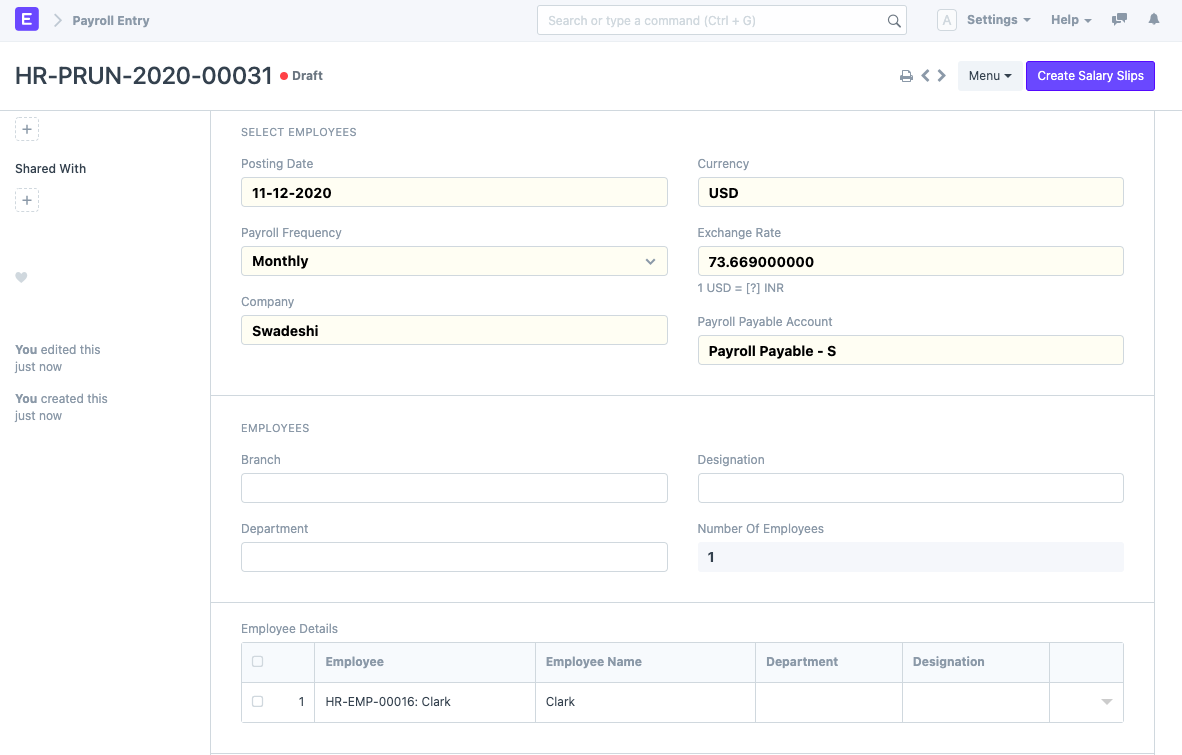 E
Payroll Entry
Search or type a command (Ctrl + G)
A
Settings
Help
HR-PRUN-2020-00031
Draft
Menu
Create Salary Slips
+
Shared With
+
You edited this
just now
You created this
just now
SELECT EMPLOYEES
Posting Date
11-12-2020
Payroll Frequency
Monthly
Company
Swadeshi
Currency
USD
Exchange Rate
73.669000000
1 USD = [?] INR
Payroll Payable Account
Payroll Payable - S
EMPLOYEES
Branch
Department
Designation
Number Of Employees
1
Employee Details
Employee Employee Name Department Designation
1 HR-EMP-00016: Clark Clark